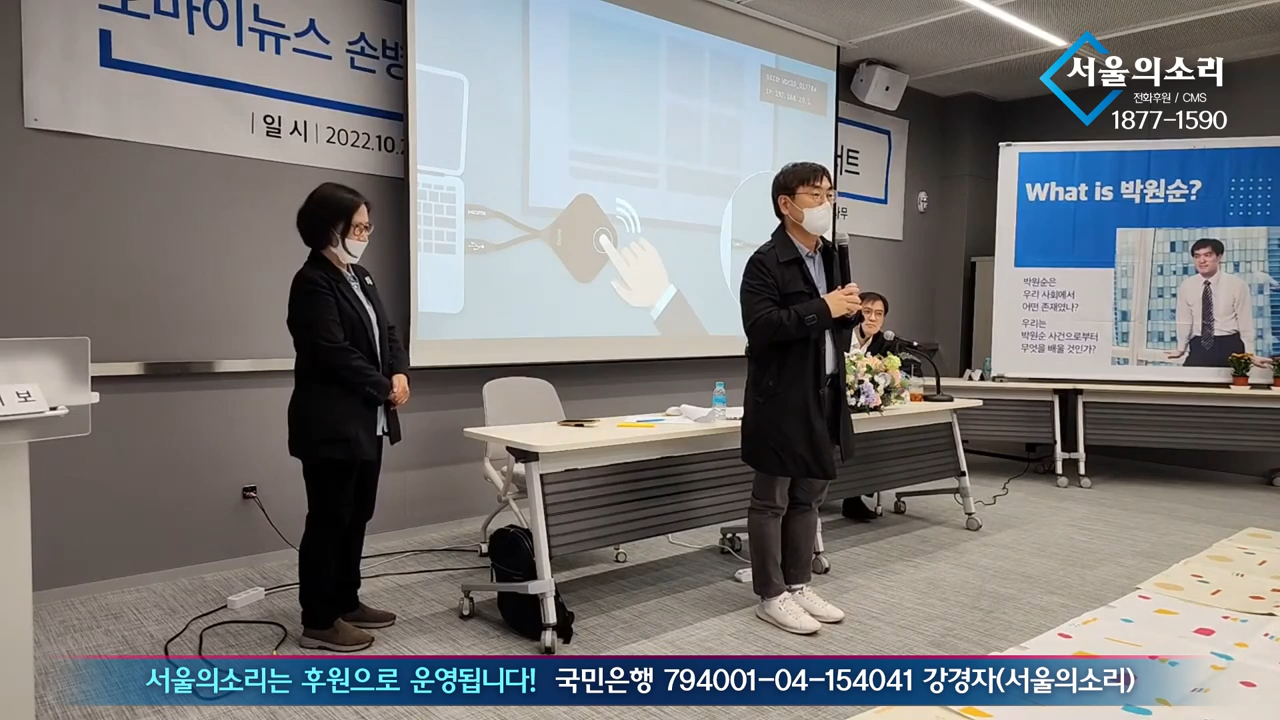 오마이뉴스 손병
| 일 시 | 2022.10.2
서울의소리
전화후원 / CMS
1877-1590
What is 박원순?
박원순은
우리 사회에서
어떤 존재였나?
우리는
박원순 사건으로부터
무엇을 배울 것인가?
서울의소리는 후원으로 운영됩니다! 국민은행 794001-04-154041 강경자(서울의소리)